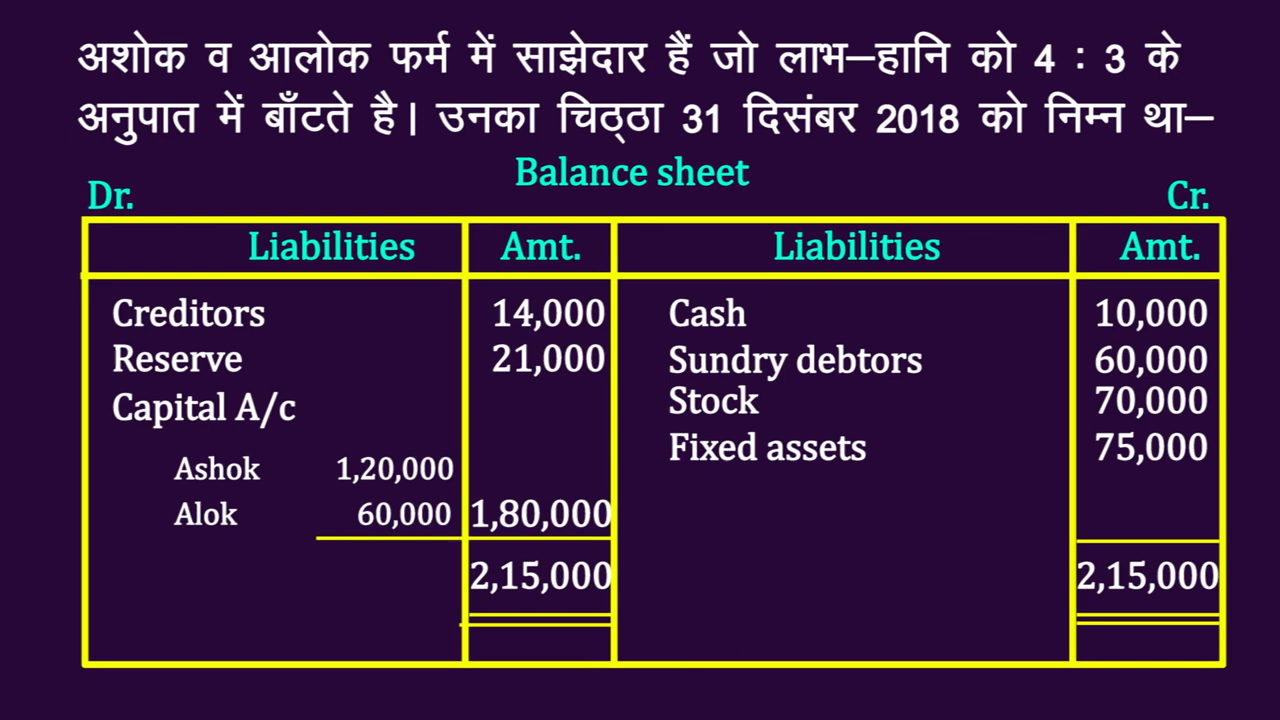 अशोक व आलोक फर्म में साझेदार हैं जो लाभ–हानि को 4 : 3 के
अनुपात में बाँटते है। उनका चिठ्ठा 31 दिसंबर 2018 को निम्न था–
Balance sheet
Dr. Cr.
Liabilities Amt. Liabilities Amt.
Creditors 14,000 Cash 10,000
Reserve 21,000 Sundry debtors 60,000
Capital A/c Stock 70,000
Fixed assets 75,000
Ashok 1,20,000
Alok 60,000 1,80,000
2,15,000 2,15,000